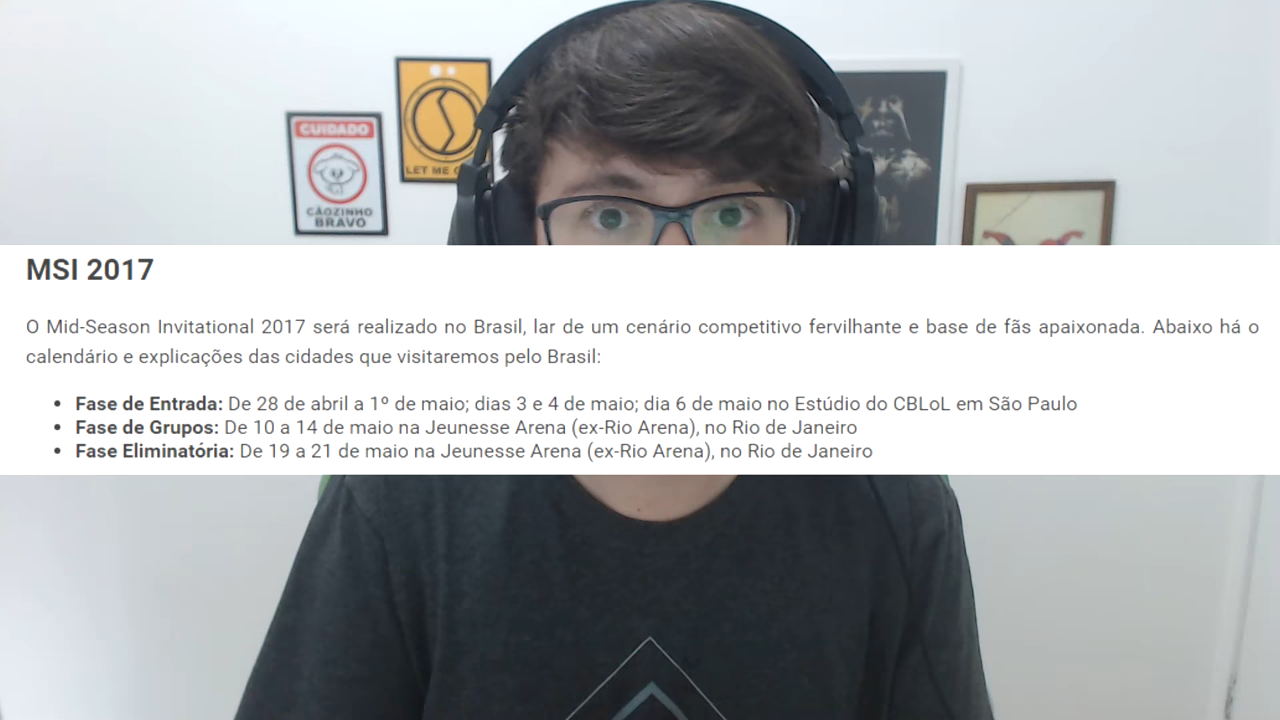 CUIDADO
CÃOZINHO
BRAVO
LET ME
MSI 2017
O Mid-Season Invitational 2017 será realizado no Brasil, lar de um cenário competitivo fervilhante e base de fãs apaixonada. Abaixo há o
calendário e explicações das cidades que visitaremos pelo Brasil:
• Fase de Entrada: De 28 de abril a 1º de maio; dias 3 e 4 de maio; dia 6 de maio no Estúdio do CBLoL em São Paulo
• Fase de Grupos: De 10 a 14 de maio na Jeunesse Arena (ex-Rio Arena), no Rio de Janeiro
• Fase Eliminatória: De 19 a 21 de maio na Jeunesse Arena (ex-Rio Arena), no Rio de Janeiro